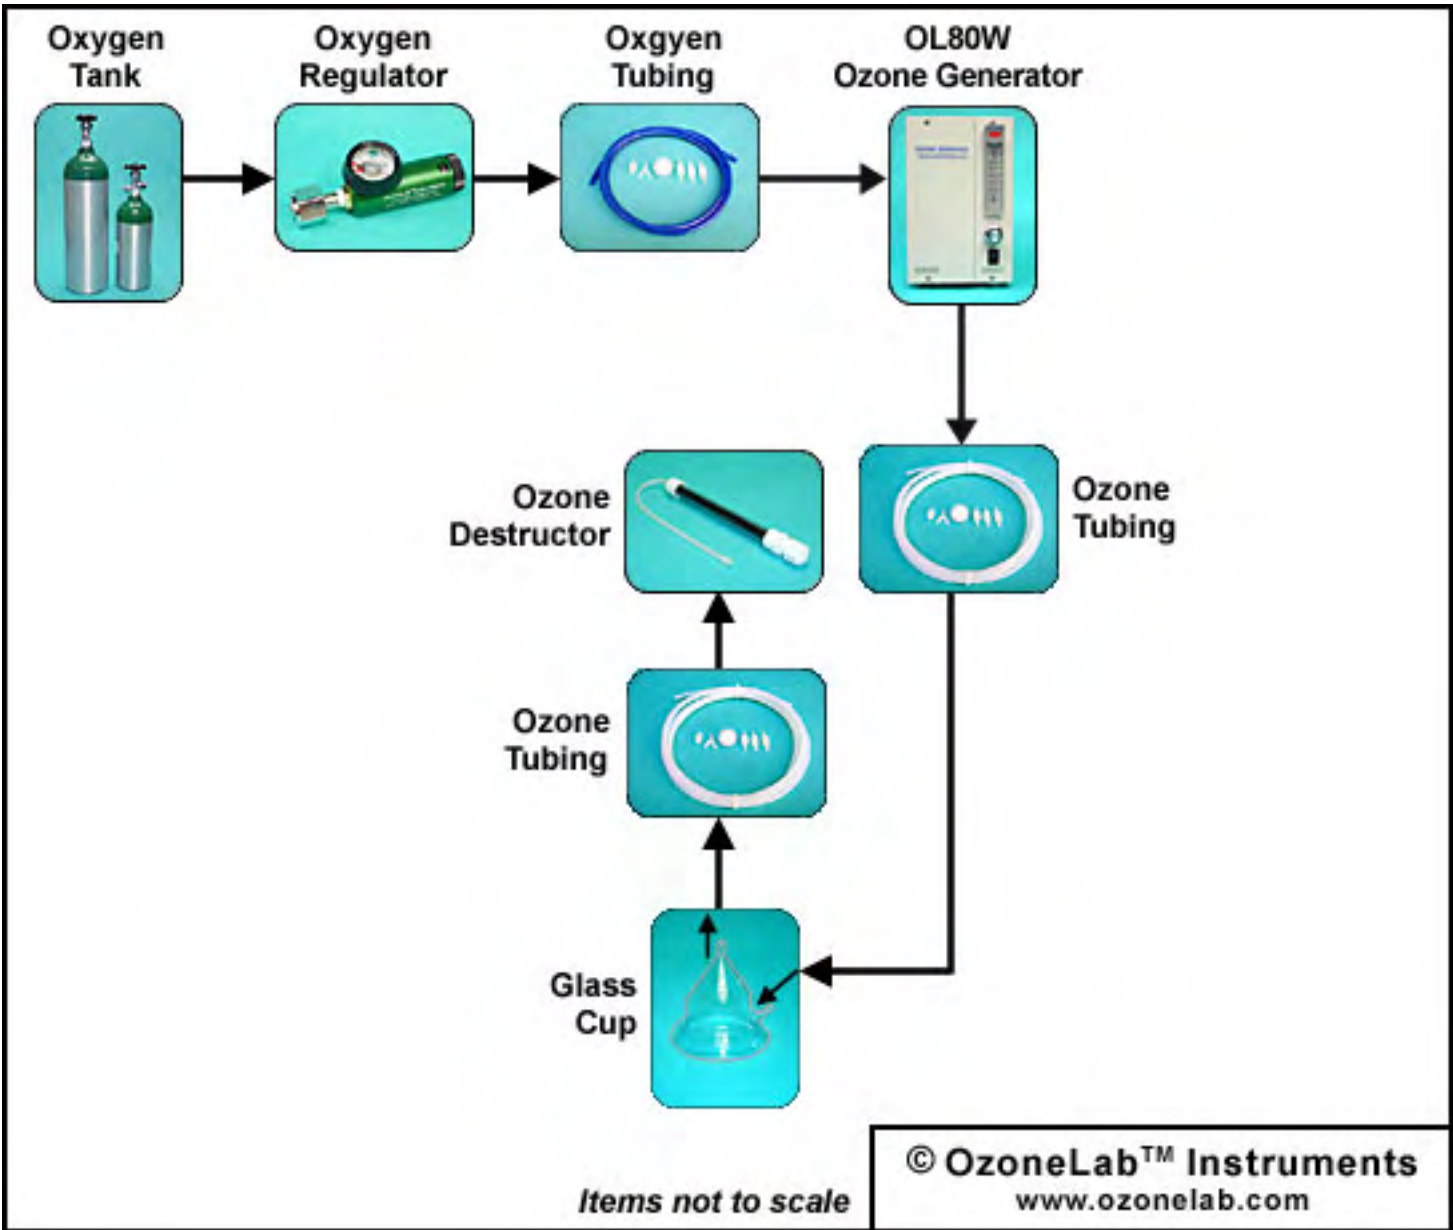 Oxygen
Tank
Oxygen
Regulator
Oxgyen
Tubing
OL80W
Ozone Generator
Ozone
Destructor
Ozone
Tubing
Ozone
Tubing
Glass
Cup
Items not to scale
© OzoneLab™ Instruments
www.ozonelab.com